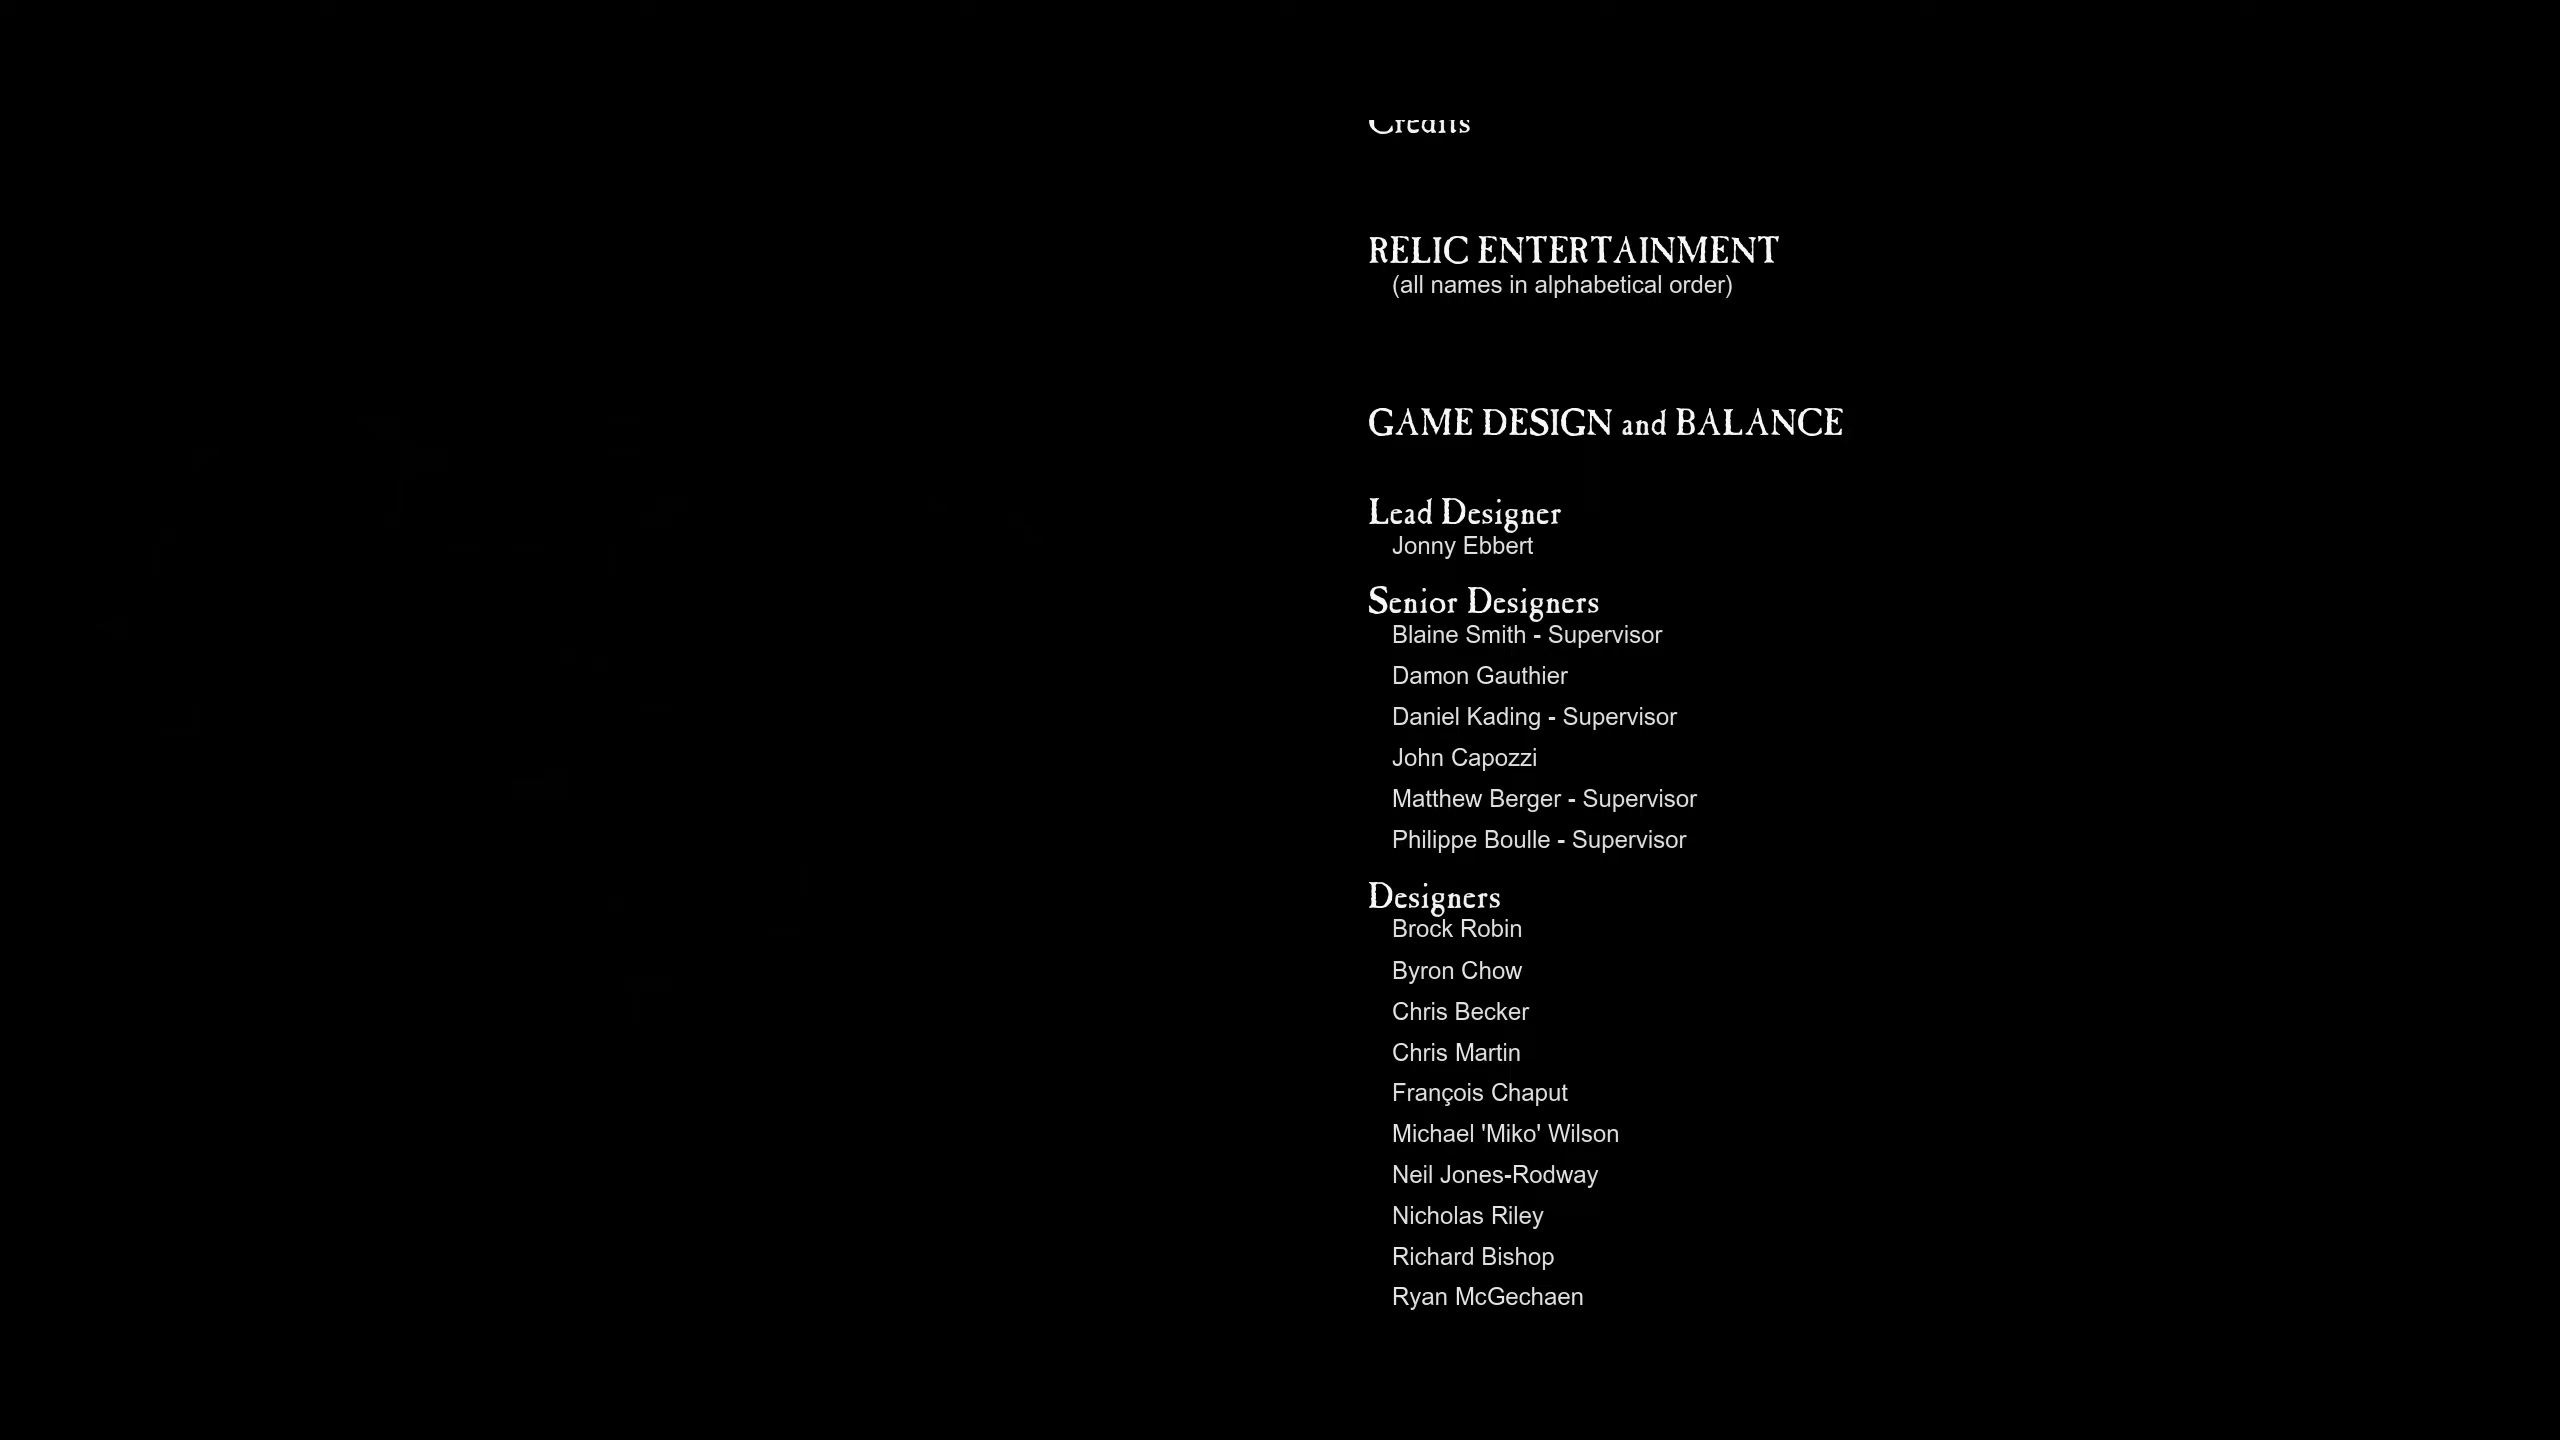 Credits
RELIC ENTERTAINMENT
(all names in alphabetical order)
GAME DESIGN and BALANCE
Lead Designer
Jonny Ebbert
Senior Designers
Blaine Smith - Supervisor
Damon Gauthier
Daniel Kading - Supervisor
John Capozzi
Matthew Berger - Supervisor
Philippe Boulle - Supervisor
Designers
Brock Robin
Byron Chow
Chris Becker
Chris Martin
François Chaput
Michael 'Miko' Wilson
Neil Jones-Rodway
Nicholas Riley
Richard Bishop
Ryan McGechaen